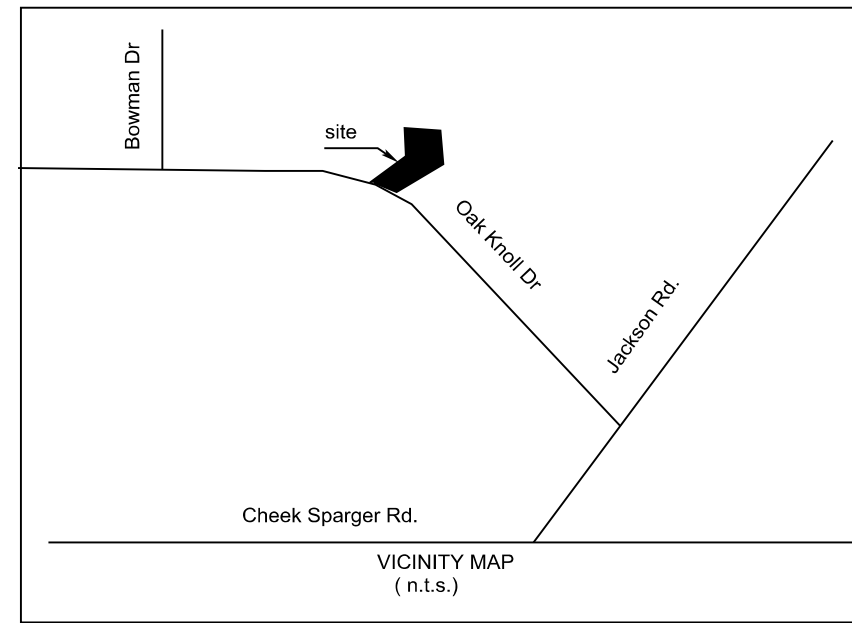 Bowman Dr
site
Oak Knoll Dr
Jackson Rd.
Cheek Sparger Rd.
VICINITY MAP
( n.t.s.)